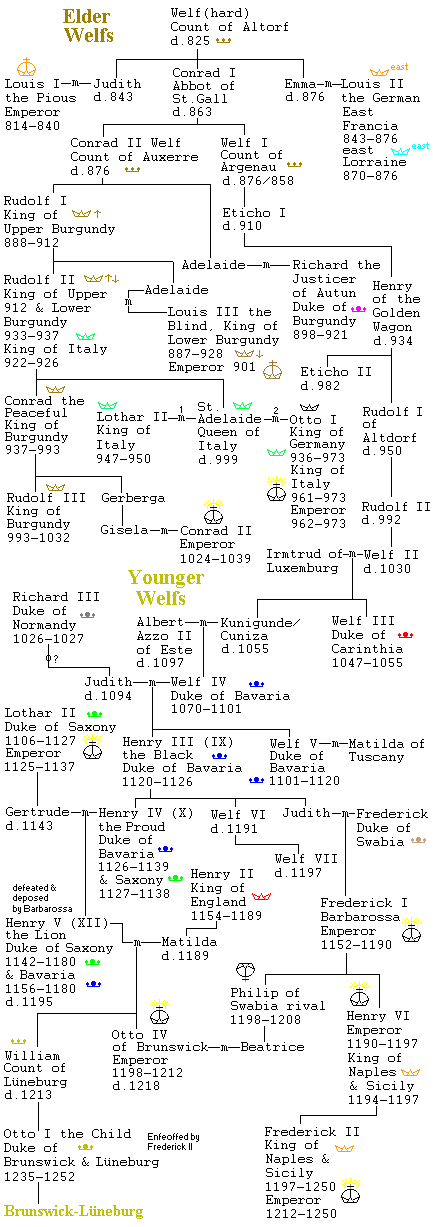 Elder
Welfs
Welf(hard)
Count of Altorf
d.825
Louis I
the Pious
Emperor
814–840
m
Judith
d.843
Conrad I
Abbot of
St.Gall
d.863
Emma
d.876
m
east
Louis II
the German
East
Francia
843–876
east
Lorraine
870–876
east
Conrad II Welf
Count of Auxerre
d.876
Welf I
Count of
Argenau
d.876/858
Rudolf I
King of
Upper Burgundy
888–912
Eticho I
d.910
Adelaide
m
Richard the
Justicer
of Autun
Duke of
Burgundy
898–921
Henry
of the
Golden
Wagon
d.934
Rudolf II
King of Upper
912 & Lower
Burgundy
933–937
King of Italy
922–926
m
Adelaide
Louis III the
Blind, King of
Lower Burgundy
887–928
Emperor 901
Eticho II
d.982
Conrad the
Peaceful
King of
Burgundy
937–993
Lothar II
King of
Italy
947–950
m
1
St.
Adelaide
Queen of
Italy
d.999
m
2
Otto I
King of
Germany
936–973
King of
Italy
961–973
Emperor
962–973
Rudolf I
of
Altdorf
d.950
Rudolf III
King of
Burgundy
993–1032
Gerberga
Gisela
m
Conrad II
Emperor
1024–1039
Rudolf II
d.992
Irmtrud of
Luxemburg
m
Welf II
d.1030
Younger
Welfs
Richard III
Duke of
Normandy
1026–1027
0?
Albert
Azzo II
of Este
d.1097
m
Kunigunde/
Cuniza
d.1055
Welf III
Duke of
Carinthia
1047–1055
Judith
d.1094
m
Welf IV
Duke of Bavaria
1070–1101
Lothar II
Duke of Saxony
1106–1127
Emperor
1125–1137
Henry III (IX)
the Black
Duke of Bavaria
1120–1126
Welf V
Duke of
Bavaria
1101–1120
m
Matilda of
Tuscany
Gertrude
d.1143
m
Henry IV (X)
the Proud
Duke of
Bavaria
1126–1139
& Saxony
1127–1138
Welf VI
d.1191
Welf VII
d.1197
Judith
m
Frederick
Duke of
Swabia
Henry II
King of
England
1154–1189
defeated &
deposed
by Barbarossa
Henry V (XII)
the Lion
Duke of Saxony
1142–1180
& Bavaria
1156–1180
d.1195
m
Matilda
d.1189
Frederick I
Barbarossa
Emperor
1152–1190
Philip of
Swabia rival
1198–1208
Henry VI
Emperor
1190–1197
King of
Naples
& Sicily
1194–1197
Otto IV
of Brunswick
Emperor
1198–1212
d.1218
m
Beatrice
William
Count of
Lüneburg
d.1213
Otto I the Child
Duke of
Brunswick & Lüneburg
1235–1252
Enfeoffed by
Frederick II
Frederick II
King of
Naples &
Sicily
1197–1250
Emperor
1212–1250
Brunswick-Lüneburg